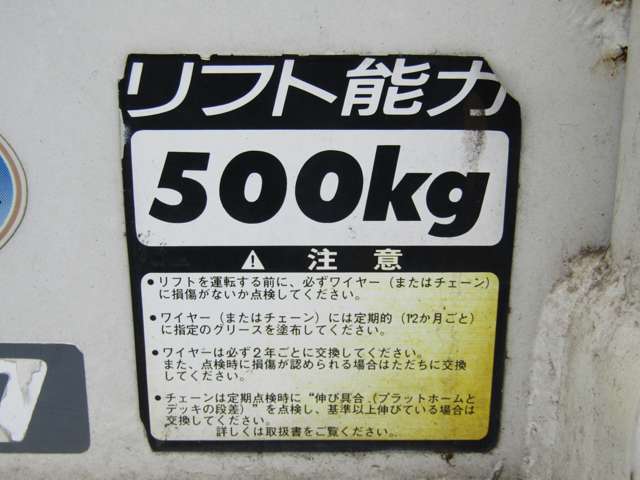 リフト能力
500kg
注意
●リフトを運転する前に、必ずワイヤー（またはチェーン）
に損傷がないか点検してください。
●ワイヤー（またはチェーン）には定期的（12か月ごと）
に指定のグリースを塗布してください。
●ワイヤーは必ず2年ごとに交換してください。
また、点検時に損傷が認められる場合はただちに交換
してください。
●チェーンは定期点検時に“伸び具合（プラットホームと
デッキの段差）”を点検し、基準以上伸びている場合は
交換してください。
詳しくは取扱書をご覧ください。